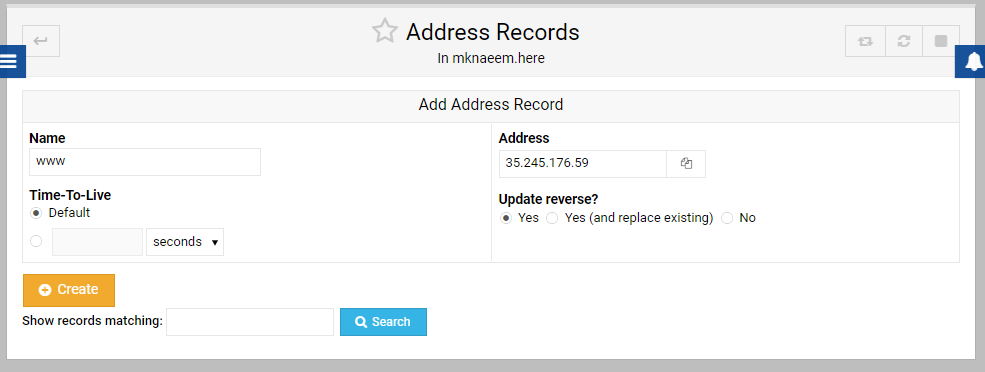 Address Records
In mknaeem.here
Add Address Record
Name
www
Time-To-Live
Default
seconds
Address
35.245.176.59
Update reverse?
Yes Yes (and replace existing) No
Create
Show records matching: Search